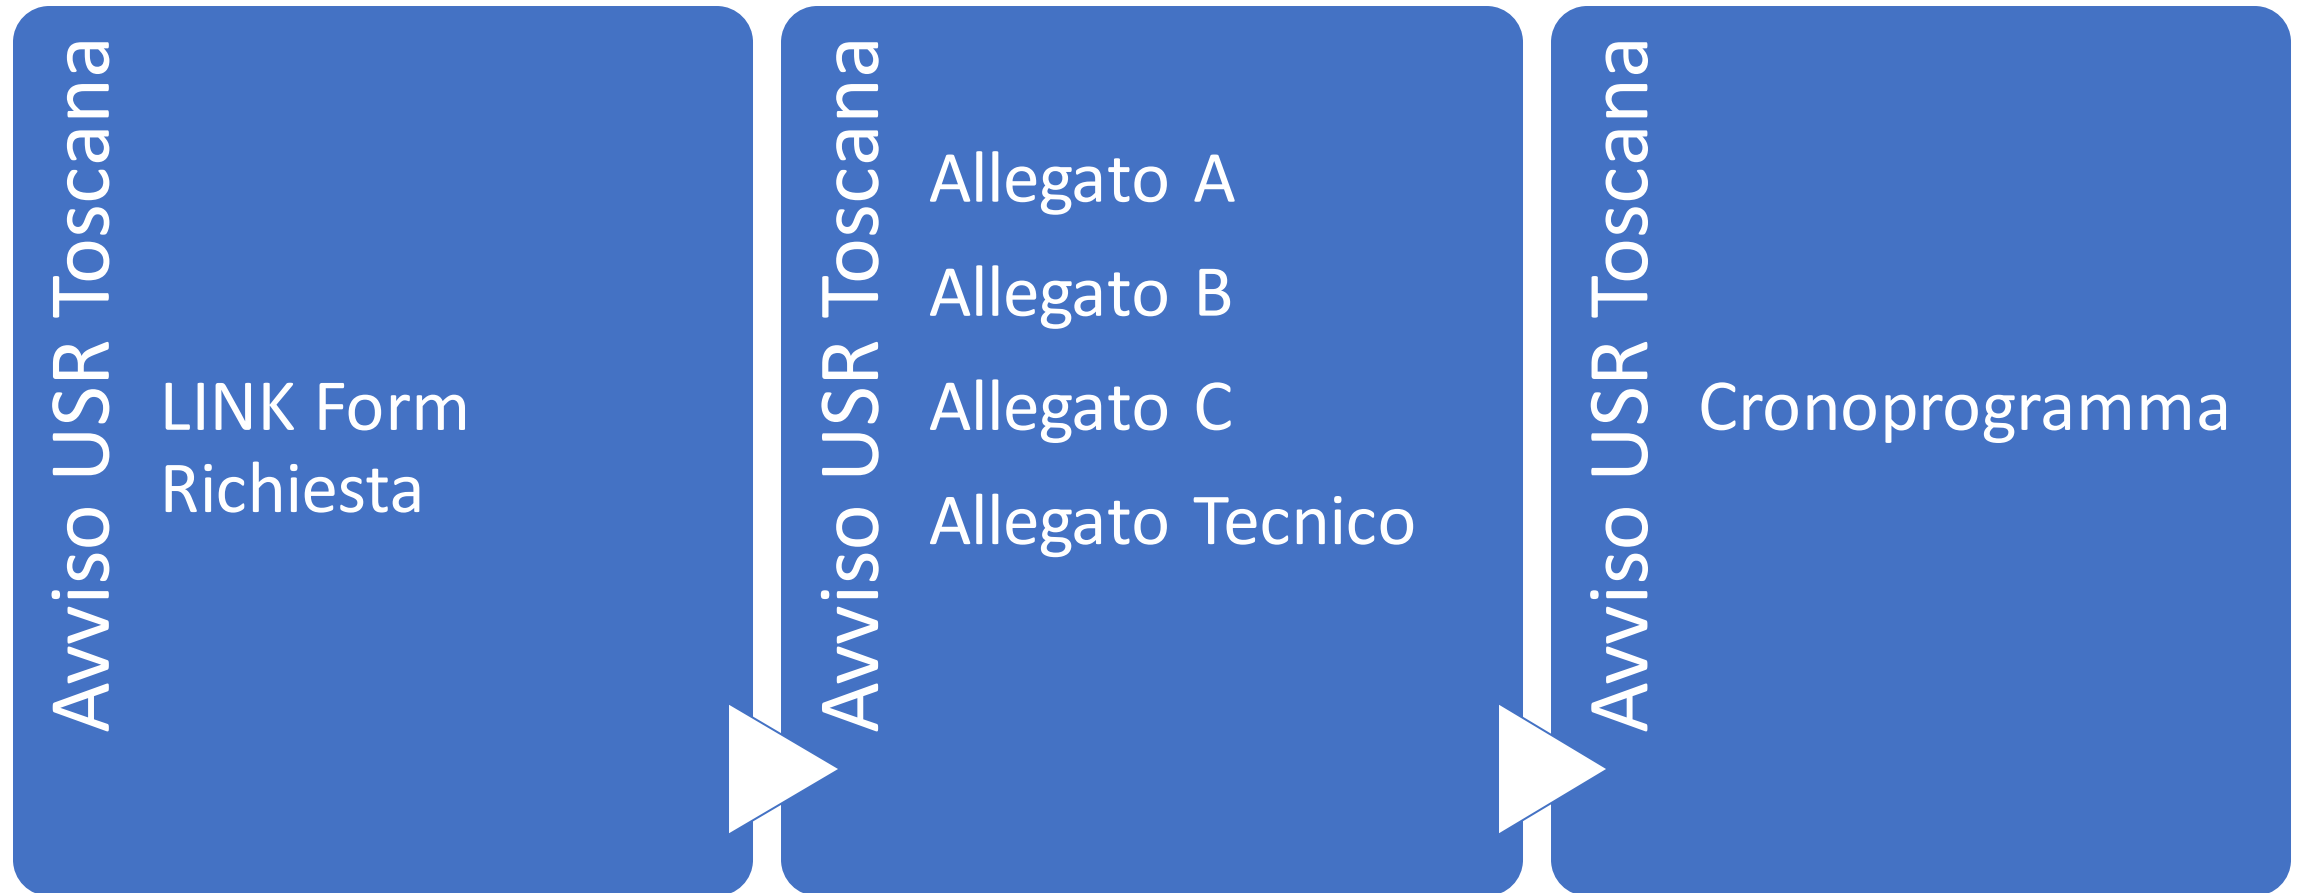 Avviso USR Toscana
LINK Form
Richiesta
Avviso USR Toscana
Allegato A
Allegato B
Allegato C
Allegato Tecnico
Avviso USR Toscana
Cronoprogramma